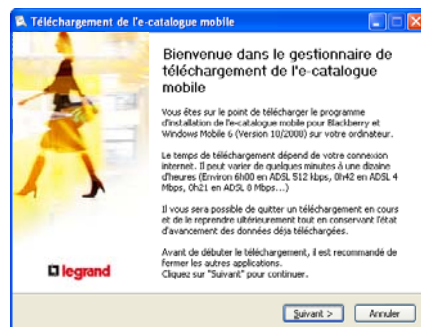 Téléchargement de l'e-catalogue mobile
Bienvenue dans le gestionnaire de
téléchargement de l'e-catalogue
mobile
Vous êtes sur le point de télécharger le programme
d'installation de l'e-catalogue mobile pour Blackberry et
Windows Mobile 6 (Version 10/2008) sur votre ordinateur.
Le temps de téléchargement dépend de votre connexion
internet. Il peut varier de quelques minutes à une dizaine
d'heures (Environ 6h00 en ADSL 512 kbps, 0h42 en ADSL 4
Mbps, 0h21 en ADSL 8 Mbps...)
Il vous sera possible de quitter un téléchargement en cours
et de le reprendre ultérieurement tout en conservant l'état
d'avancement des données déja téléchargées.
Avant de débuter le téléchargement, il est recommandé de
fermer les autres applications.
Cliquez sur "Suivant" pour continuer.
legrand
Suivant >
Annuler